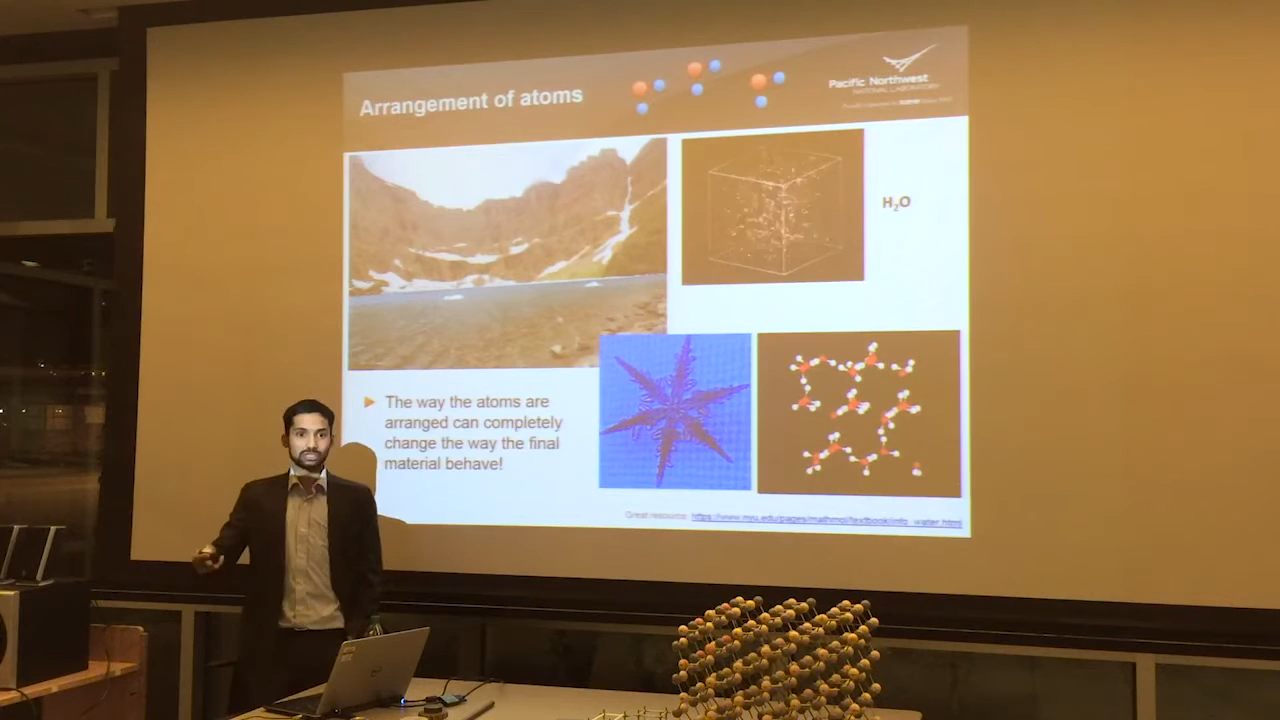 Arrangement of atoms
Pacific Northwest
NATIONAL LABORATORY
H₂O
The way the atoms are
arranged can completely
change the way the final
material behave!
Great resource: